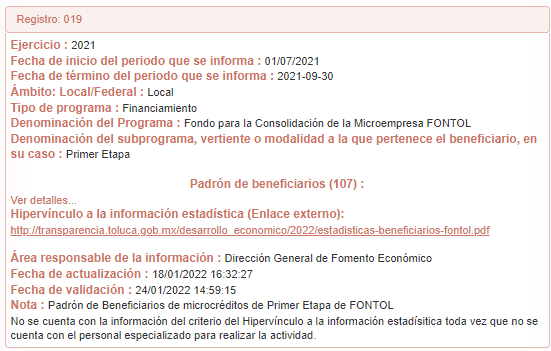 Registro: 019
Ejercicio : 2021
Fecha de inicio del periodo que se informa : 01/07/2021
Fecha de término del periodo que se informa : 2021-09-30
Ámbito: Local/Federal : Local
Tipo de programa : Financiamiento
Denominación del Programa : Fondo para la Consolidación de la Microempresa FONTOL
Denominación del subprograma, vertiente o modalidad a la que pertenece el beneficiario, en
su caso : Primer Etapa
Padrón de beneficiarios (107) :
Ver detalles...
Hipervínculo a la información estadística (Enlace externo):
http://transparencia.toluca.gob.mx/desarrollo_economico/2022/estadisticas-beneficiarios-fontol.pdf
Área responsable de la información : Dirección General de Fomento Económico
Fecha de actualización : 18/01/2022 16:32:27
Fecha de validación : 24/01/2022 14:59:15
Nota : Padrón de Beneficiarios de microcréditos de Primer Etapa de FONTOL
No se cuenta con la información del criterio del Hipervínculo a la información estadísitica toda vez que no se
cuenta con el personal especializado para realizar la actividad.